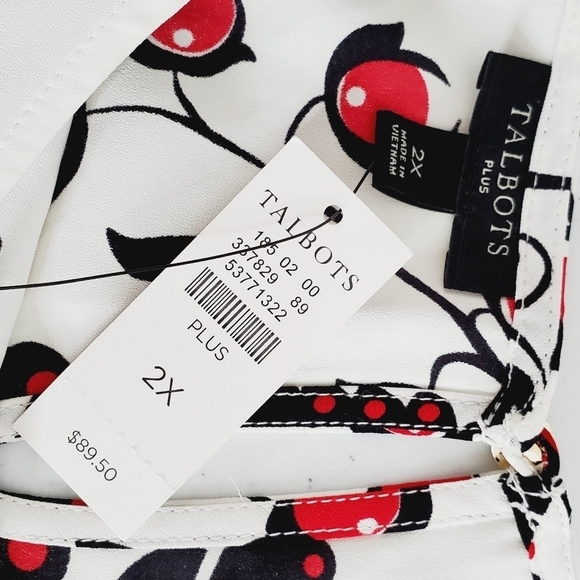 TALBOTS
PLUS
2X
MADE IN
VIETNAM
TALBOTS
185 02 00
337829 89
53771322
PLUS
2X
$89.50